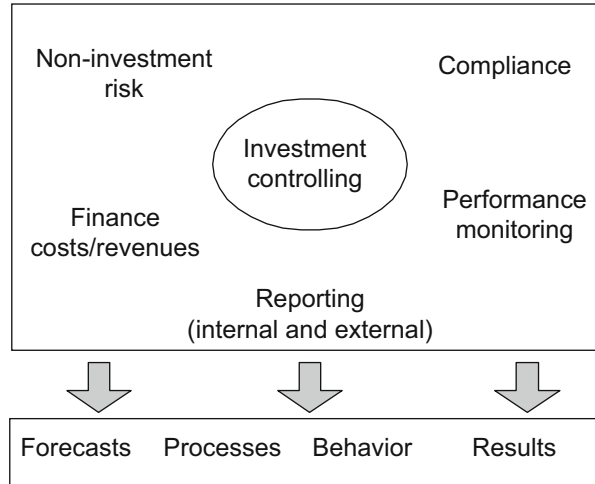 Non-investment
risk
Compliance
Investment
controlling
Finance
costs/revenues
Performance
monitoring
Reporting
(internal and external)
Forecasts Processes Behavior Results